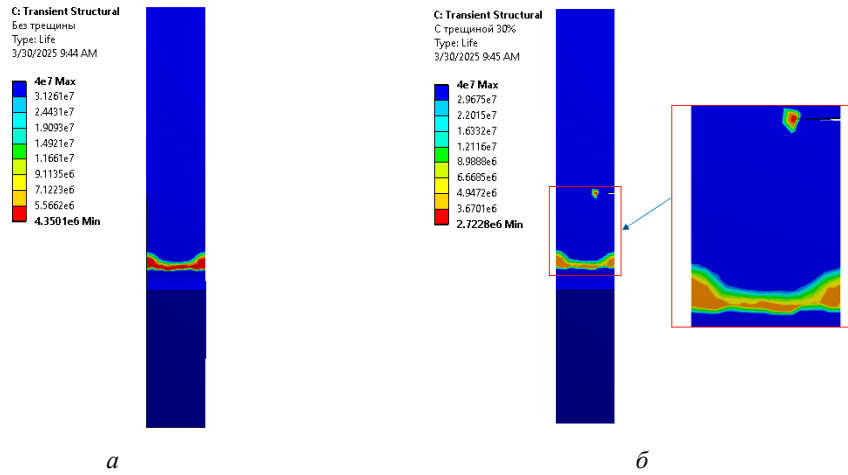 C: Transient Structural
Без трещины
Type: Life
3/30/2025 9:44 AM
4e7 Max
3.1261e7
2.4431e7
1.9093e7
1.4921e7
1.1661e7
9.1135e6
7.1223e6
5.5662e6
4.3501e6 Min
а
C: Transient Structural
С трещиной 30%
Type: Life
3/30/2025 9:45 AM
4e7 Max
2.9675e7
2.2015e7
1.6332e7
1.2116e7
8.9888e6
6.6685e6
4.9472e6
3.6701e6
2.7228e6 Min
б